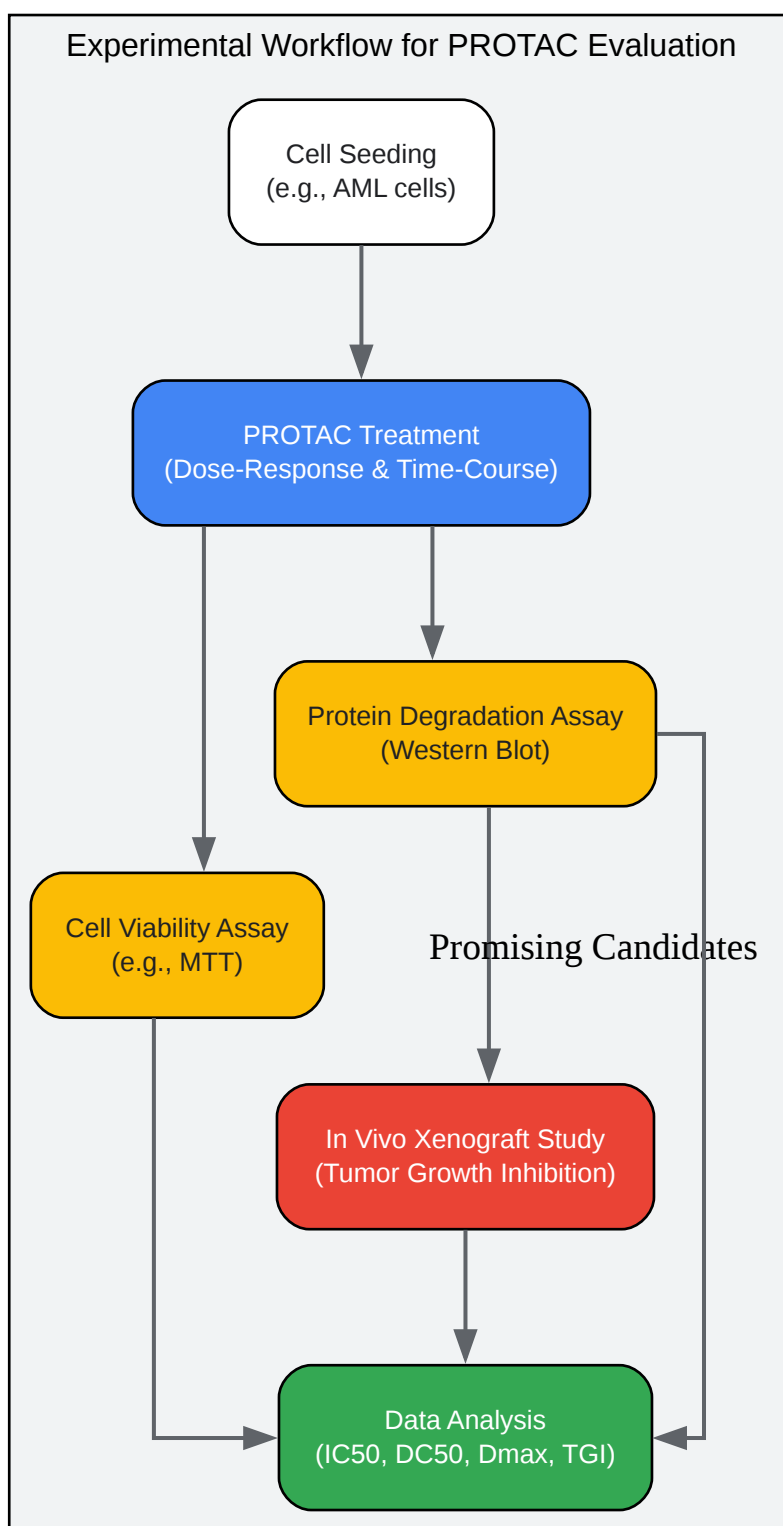 Experimental Workflow for PROTAC Evaluation
Cell Seeding
(e.g., AML cells)
PROTAC Treatment
(Dose-Response & Time-Course)
Protein Degradation Assay
(Western Blot)
Cell Viability Assay
(e.g., MTT)
Promising Candidates
In Vivo Xenograft Study
(Tumor Growth Inhibition)
Data Analysis
(IC50, DC50, Dmax, TGI)